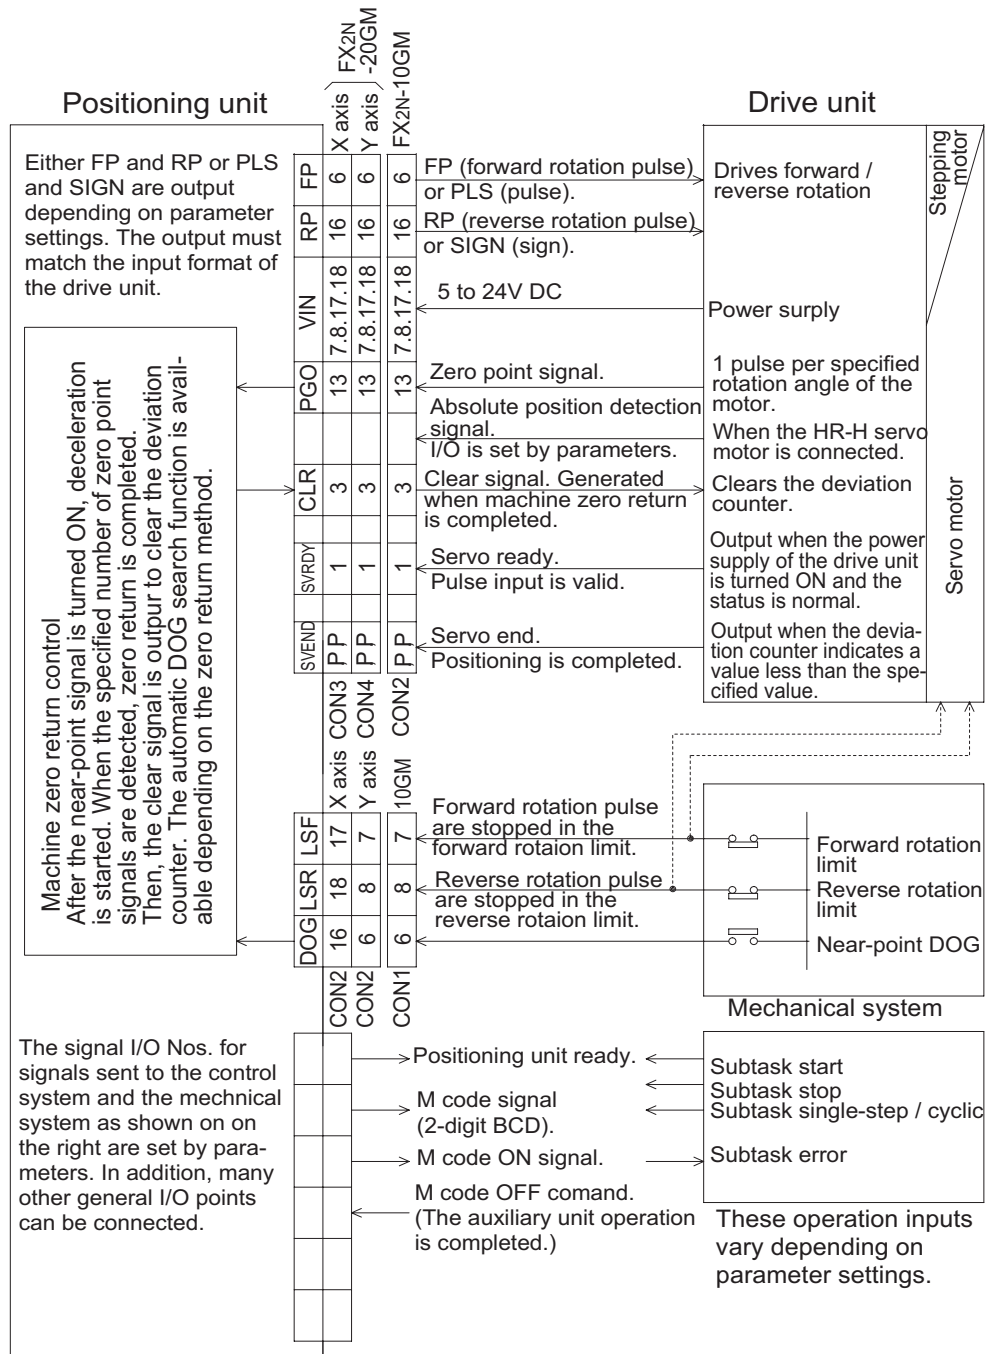 FX2N
-20GM
X axis
Y axis
FX2N-10GM
Positioning unit
Drive unit
Either FP and RP or PLS
and SIGN are output
depending on parameter
settings. The output must
match the input format of
the drive unit.
FP 6 6 6
FP (forward rotation pulse)
or PLS (pulse).
Drives forward /
reverse rotation
RP 16 16 16
RP (reverse rotation pulse)
or SIGN (sign).
VIN 7.8.17.18 7.8.17.18 7.8.17.18
5 to 24V DC
Power surply
Stepping
motor
Servo motor
PGO 13 13 13
Zero point signal.
1 pulse per specified
rotation angle of the
motor.
Absolute position detection
signal.
I/O is set by parameters.
When the HR-H servo
motor is connected.
CLR 3 3 3
Clear signal. Generated
when machine zero return
is completed.
Clears the deviation
counter.
SVRDY 1 1 1
Servo ready.
Pulse input is valid.
Output when the power
supply of the drive unit
is turned ON and the
status is normal.
SVEND PP PP PP
Servo end.
Positioning is completed.
Output when the devia-
tion counter indicates a
value less than the spe-
cified value.
CON3 CON4 CON2
Machine zero return control
After the near-point signal is turned ON, deceleration
is started. When the specified number of zero point
signals are detected, zero return is completed.
Then, the clear signal is output to clear the deviation
counter. The automatic DOG search function is avail-
able depending on the zero return method.
X axis Y axis 10GM
LSF 17 7 7
Forward rotation pulse
are stopped in the
forward rotaion limit.
Forward rotation
limit
LSR 18 8 8
Reverse rotation pulse
are stopped in the
reverse rotaion limit.
Reverse rotation
limit
DOG 16 6 6
Near-point DOG
CON2 CON2 CON1
Mechanical system
The signal I/O Nos. for
signals sent to the control
system and the mechnical
system as shown on on
the right are set by para-
meters. In addition, many
other general I/O points
can be connected.
Positioning unit ready.
M code signal
(2-digit BCD).
M code ON signal.
M code OFF comand.
(The auxiliary unit operation
is completed.)
Subtask start
Subtask stop
Subtask single-step / cyclic
Subtask error
These operation inputs
vary depending on
parameter settings.